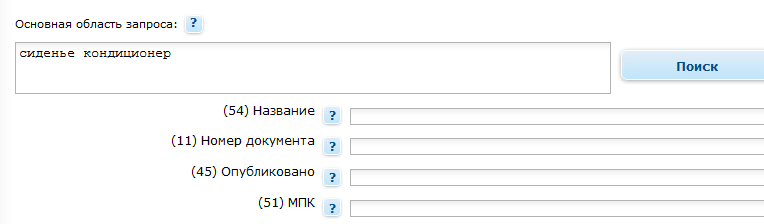 Основная область запроса: ?
сиденье кондиционер
Поиск
(54) Название ?
(11) Номер документа ?
(45) Опубликовано ?
(51) МПК ?